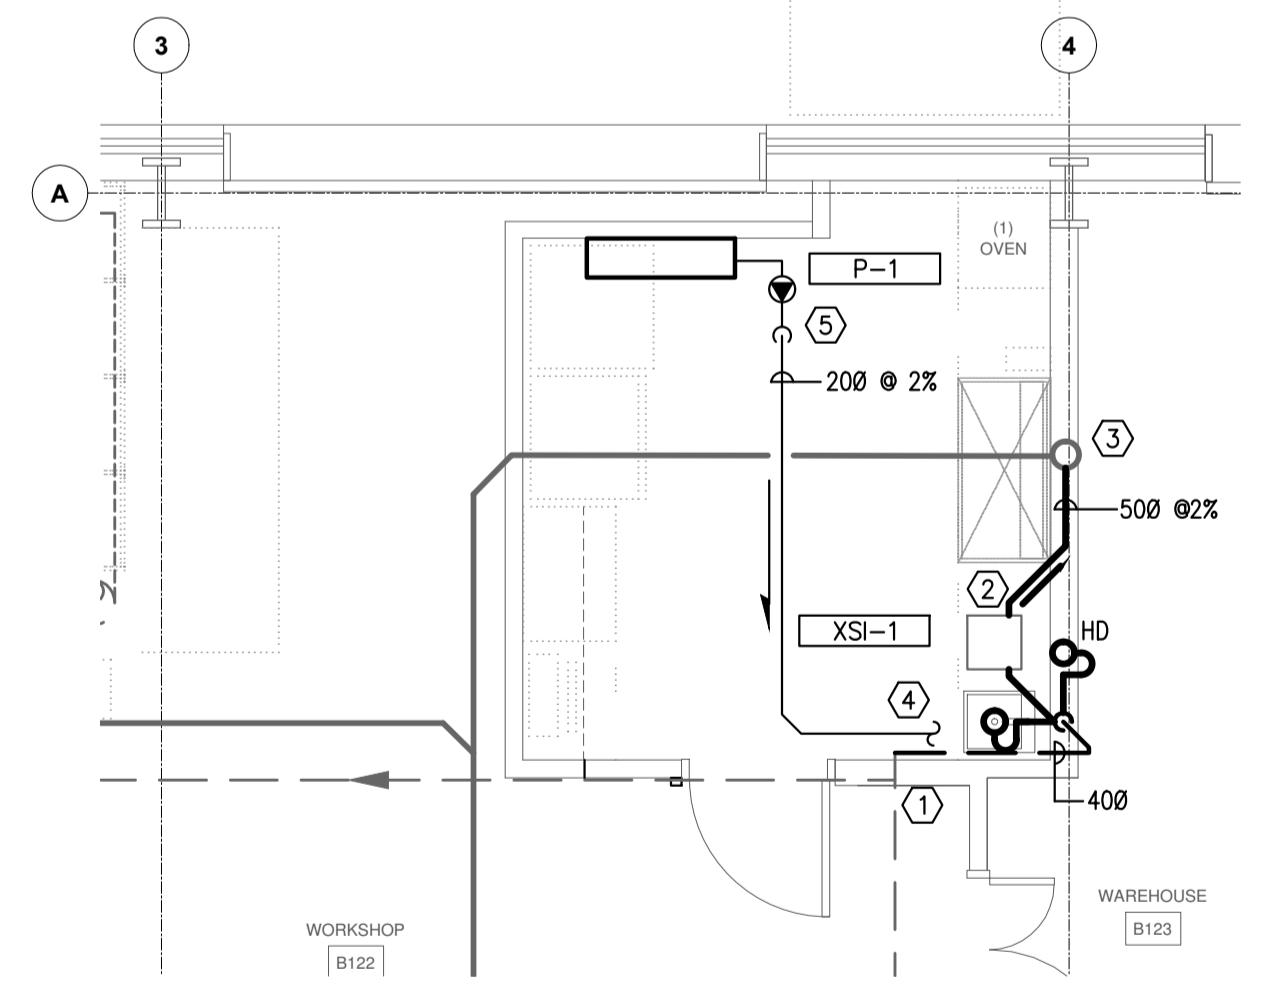 3
4
A
(1)
OVEN
P-1
5
20Ø @ 2%
3
50Ø @2%
2
XSI-1
HD
4
1
40Ø
WAREHOUSE
B123
WORKSHOP
B122